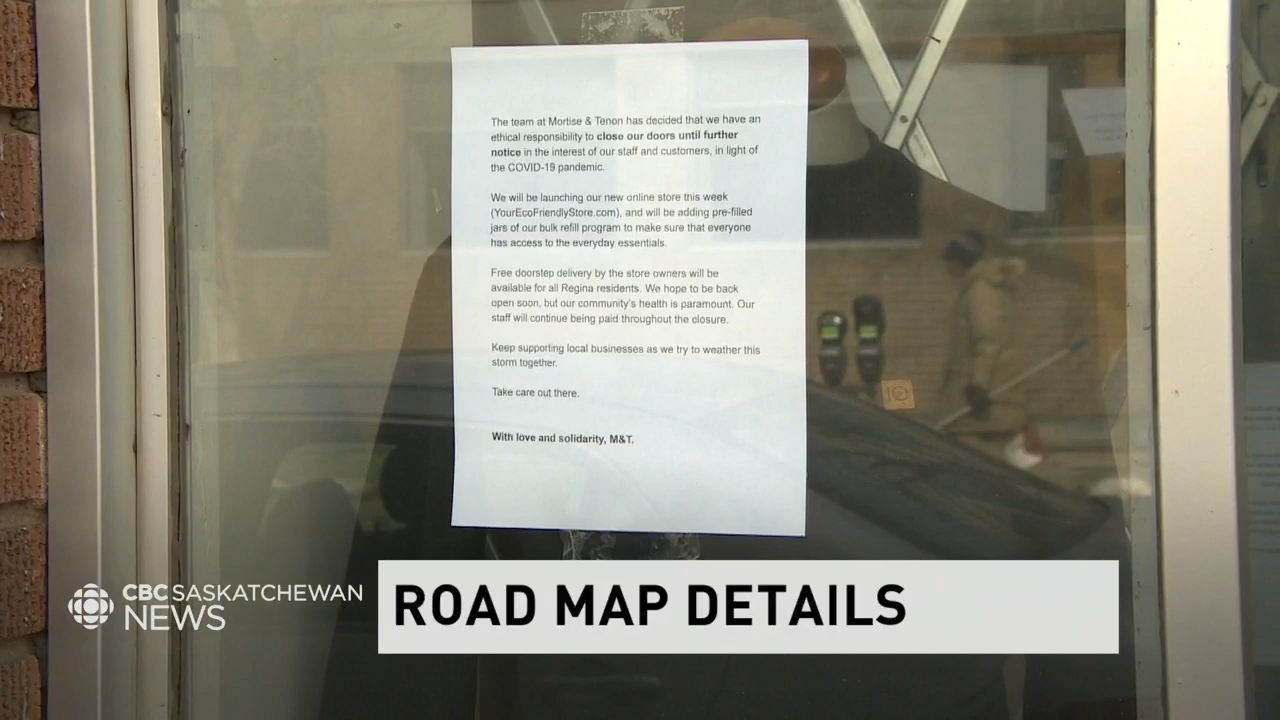 The team at Mortise & Tenon has decided that we have an
ethical responsibility to close our doors until further
notice in the interest of our staff and customers, in light of
the COVID-19 pandemic.
We will be launching our new online store this week
(YourEcoFriendlyStore.com), and will be adding pre-filled
jars of our bulk refill program to make sure that everyone
has access to the everyday essentials.
Free doorstep delivery by the store owners will be
available for all Regina residents. We hope to be back
open soon, but our community's health is paramount. Our
staff will continue being paid throughout the closure.
Keep supporting local businesses as we try to weather this
storm together.
Take care out there.
With love and solidarity, M&T.
CBC SASKATCHEWAN
NEWS
ROAD MAP DETAILS